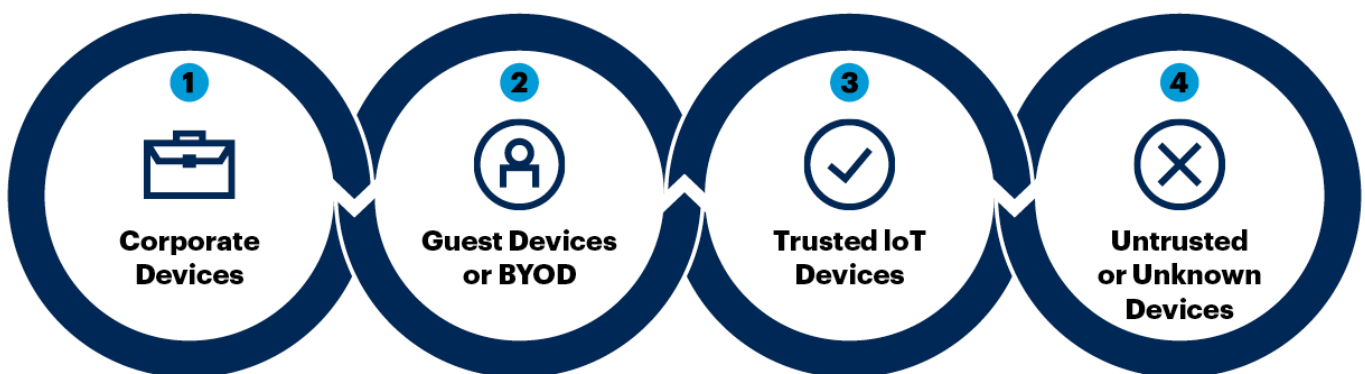 1
Corporate
Devices
2
Guest Devices
or BYOD
3
Trusted IoT
Devices
4
Untrusted
or Unknown
Devices